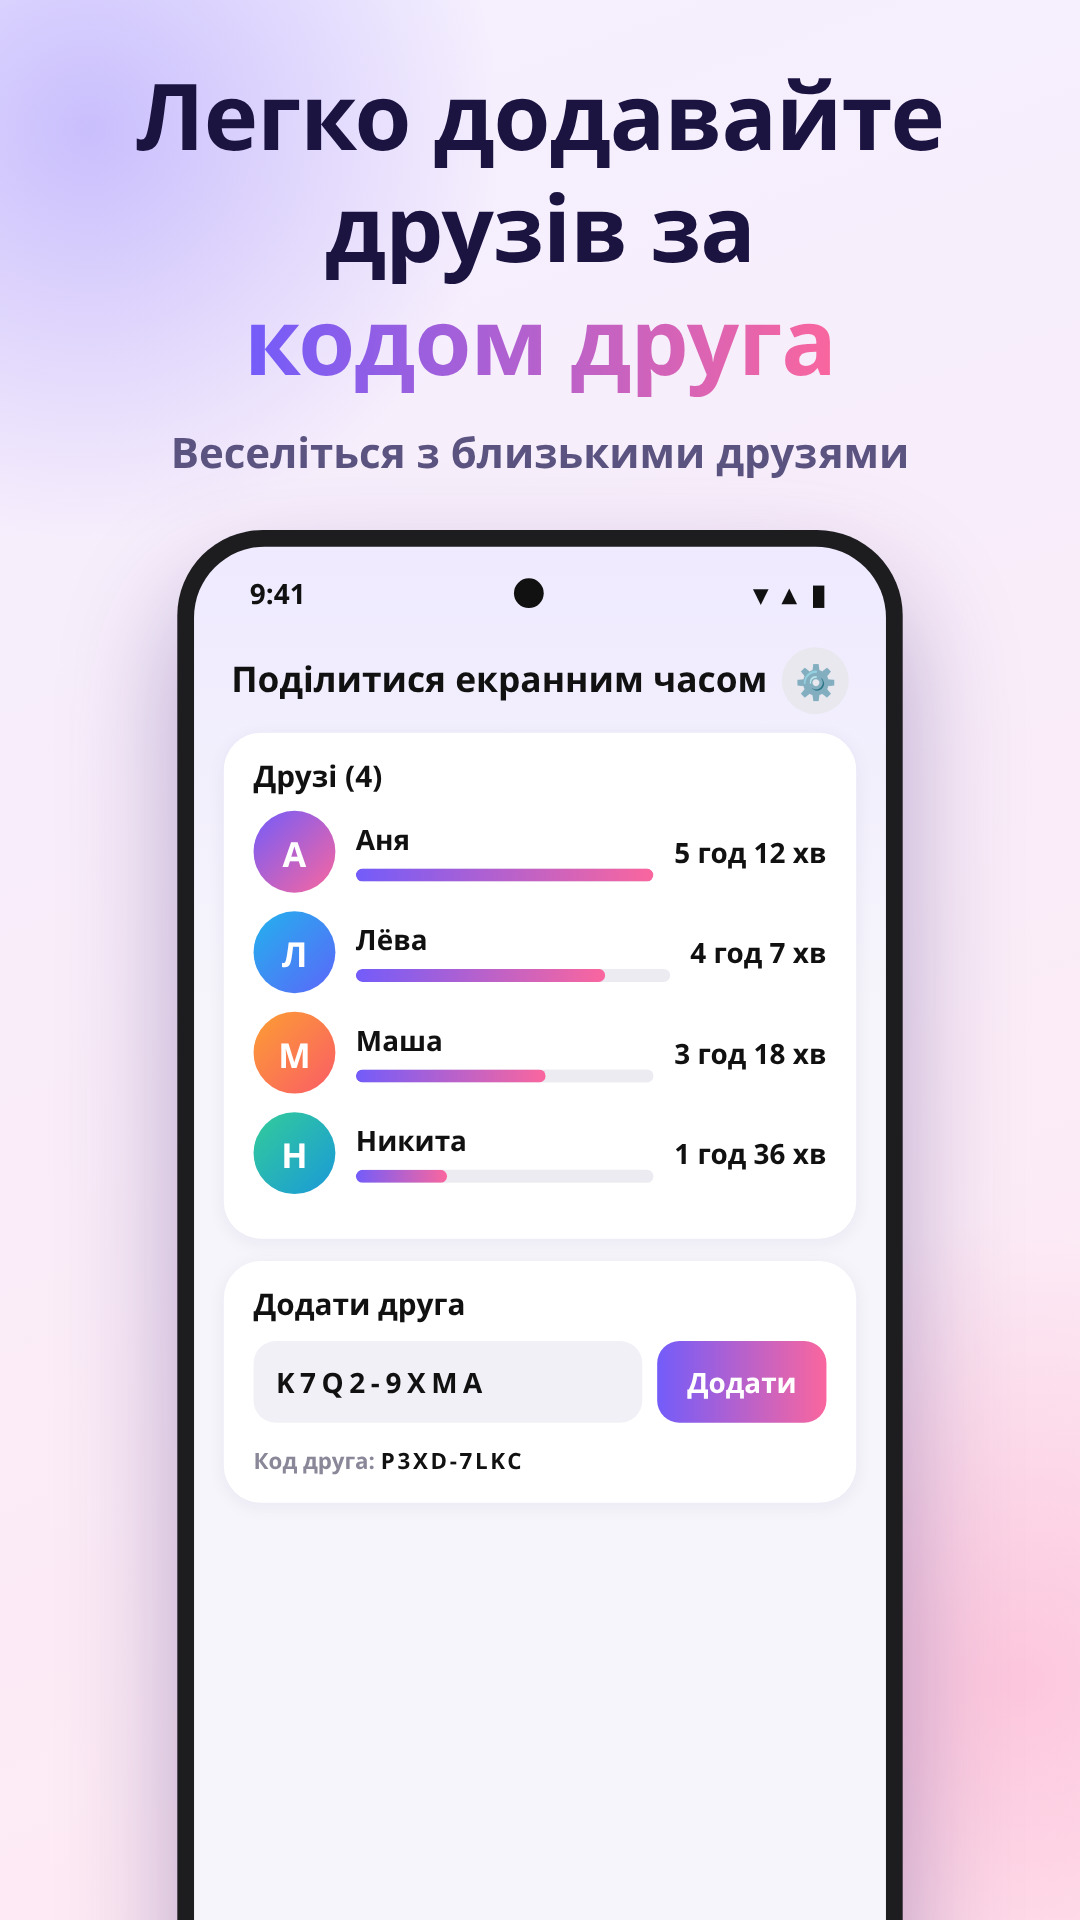 Легко додавайте
друзів за
кодом друга
Веселіться з близькими друзями
9:41
Поділитися екранним часом
Друзі (4)
А
Аня
5 год 12 хв
Л
Лёва
4 год 7 хв
М
Маша
3 год 18 хв
Н
Никита
1 год 36 хв
Додати друга
K7Q2-9XMA
Додати
Код друга: P3XD-7LKC